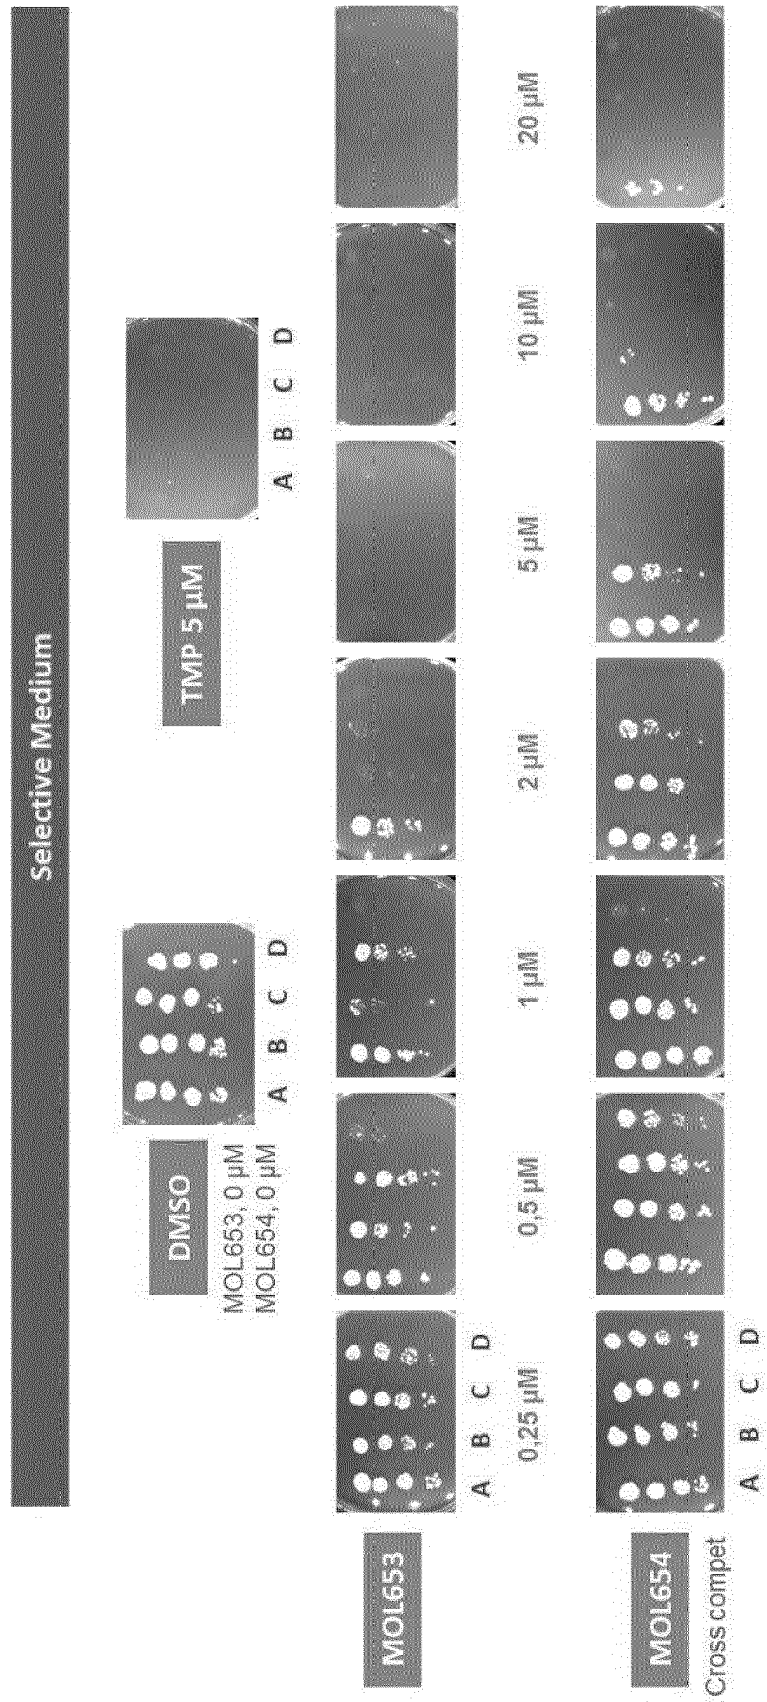 Selective Medium
DMSO
MOL653, 0 µM
MOL654, 0 µM
TMP 5 µM
A B C D
A B C D
MOL653
A B C D
0,25 µM
0,5 µM
1 µM
2 µM
5 µM
10 µM
20 µM
MOL654
Cross compet
A B C D